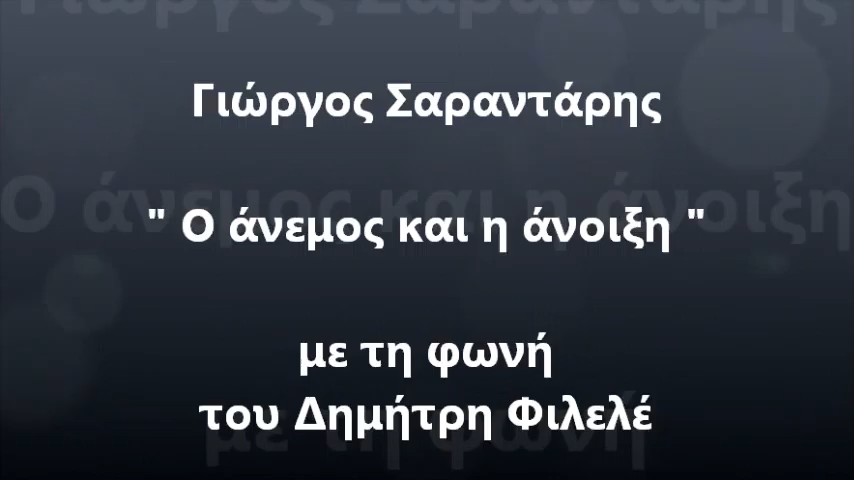 Γιώργος Σαραντάρης
" Ο άνεμος και η άνοιξη "
με τη φωνή
του Δημήτρη Φιλελέ